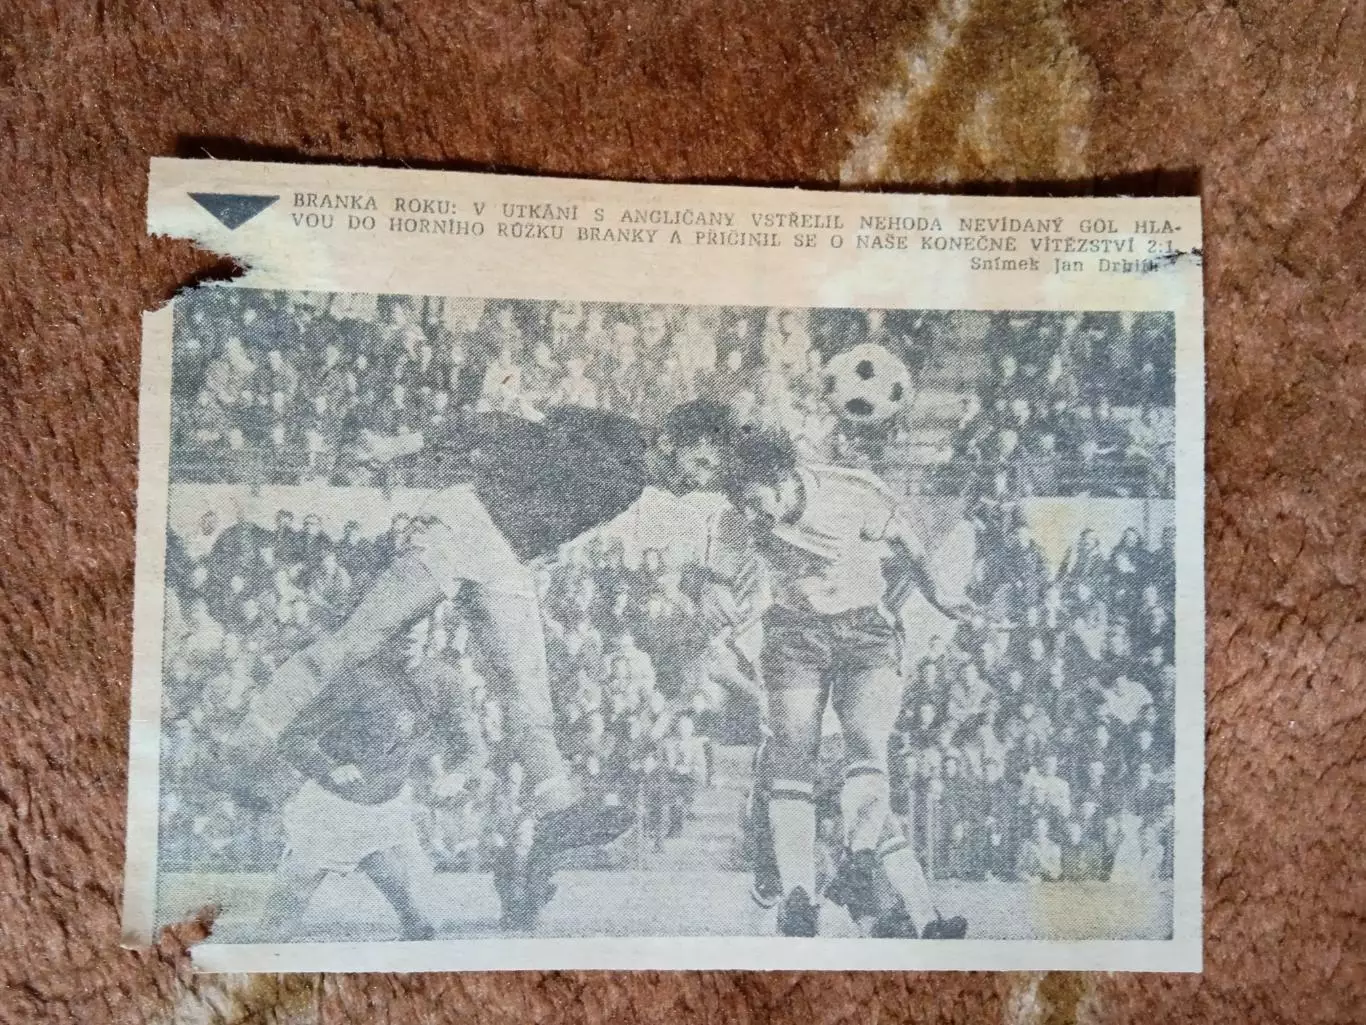 BRANKA ROKU: V UTKÁNÍ S ANGLIČANY VSTŘELIL NEHODA NEVÍDANÝ GÓL HLA-
VOU DO HORNÍHO RŮŽKU BRANKY A PŘIČINIL SE O NAŠE KONEČNÉ VÍTĚZSTVÍ 2:1.
Snímek Jan